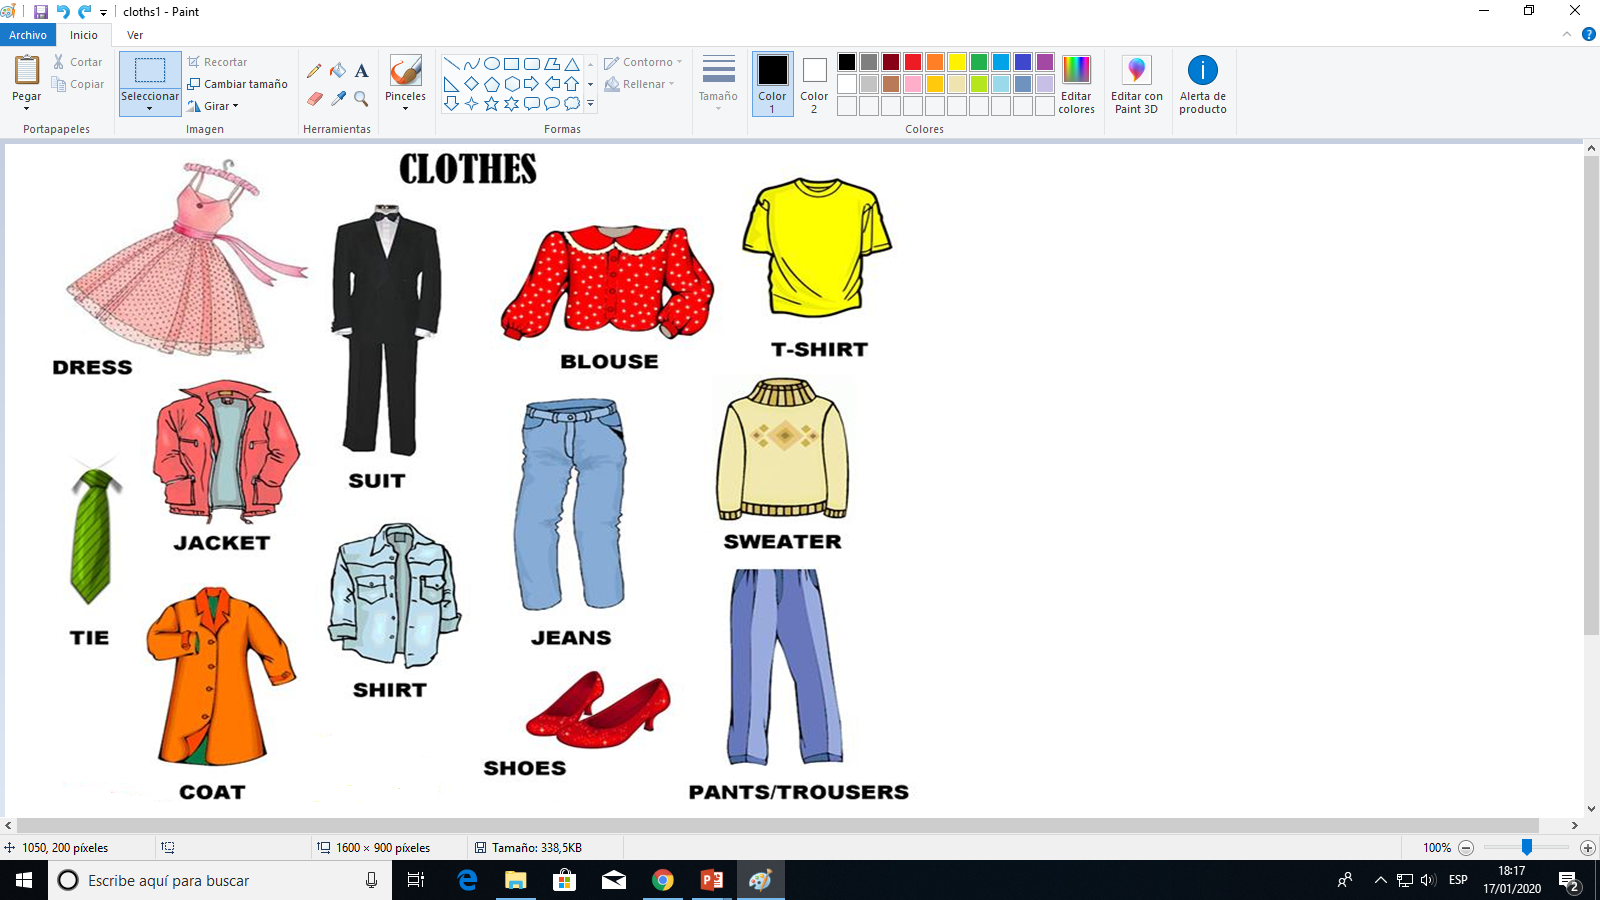 cloths1 - Paint
Archivo Inicio Ver
Pegar
Cortar
Copiar
Portapapeles
Seleccionar
Recortar
Cambiar tamaño
Girar
Imagen
A
Herramientas
Pinceles
Contorno
Rellenar
Formas
Tamaño
Color
1
Color
2
Editar
colores
Colores
Editar con
Paint 3D
Alerta de
producto
CLOTHES
DRESS
SUIT
BLOUSE
T-SHIRT
JACKET
SWEATER
TIE
SHIRT
JEANS
COAT
SHOES
PANTS/TROUSERS
1050, 200 píxeles
1600 × 900 píxeles
Tamaño: 338,5KB
100%
Escribe aquí para buscar
ESP
18:17
17/01/2020
2